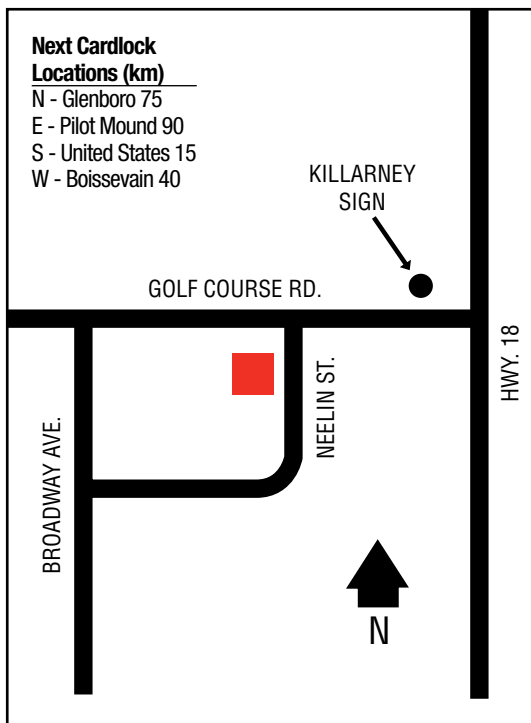 Next Cardlock
Locations (km)
N - Glenboro 75
E - Pilot Mound 90
S - United States 15
W - Boissevain 40
KILLARNEY
SIGN
GOLF COURSE RD.
BROADWAY AVE.
NEELIN ST.
HWY. 18
N